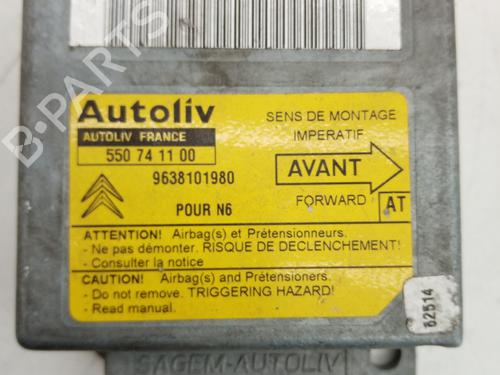 B-PARTS
Autoliv
AUTOLIV FRANCE
550 74 11 00
9638101980
POUR N6
SENS DE MONTAGE
IMPERATIF
AVANT
FORWARD
AT
ATTENTION! Airbag(s) et Prétensionneurs.
- Ne pas démonter. RISQUE DE DECLENCHEMENT!
- Consulter la notice
CAUTION! Airbag(s) and Prétensioners.
- Do not remove. TRIGGERING HAZARD!
- Read manual.
62514
SAGEM-AUTOLIV